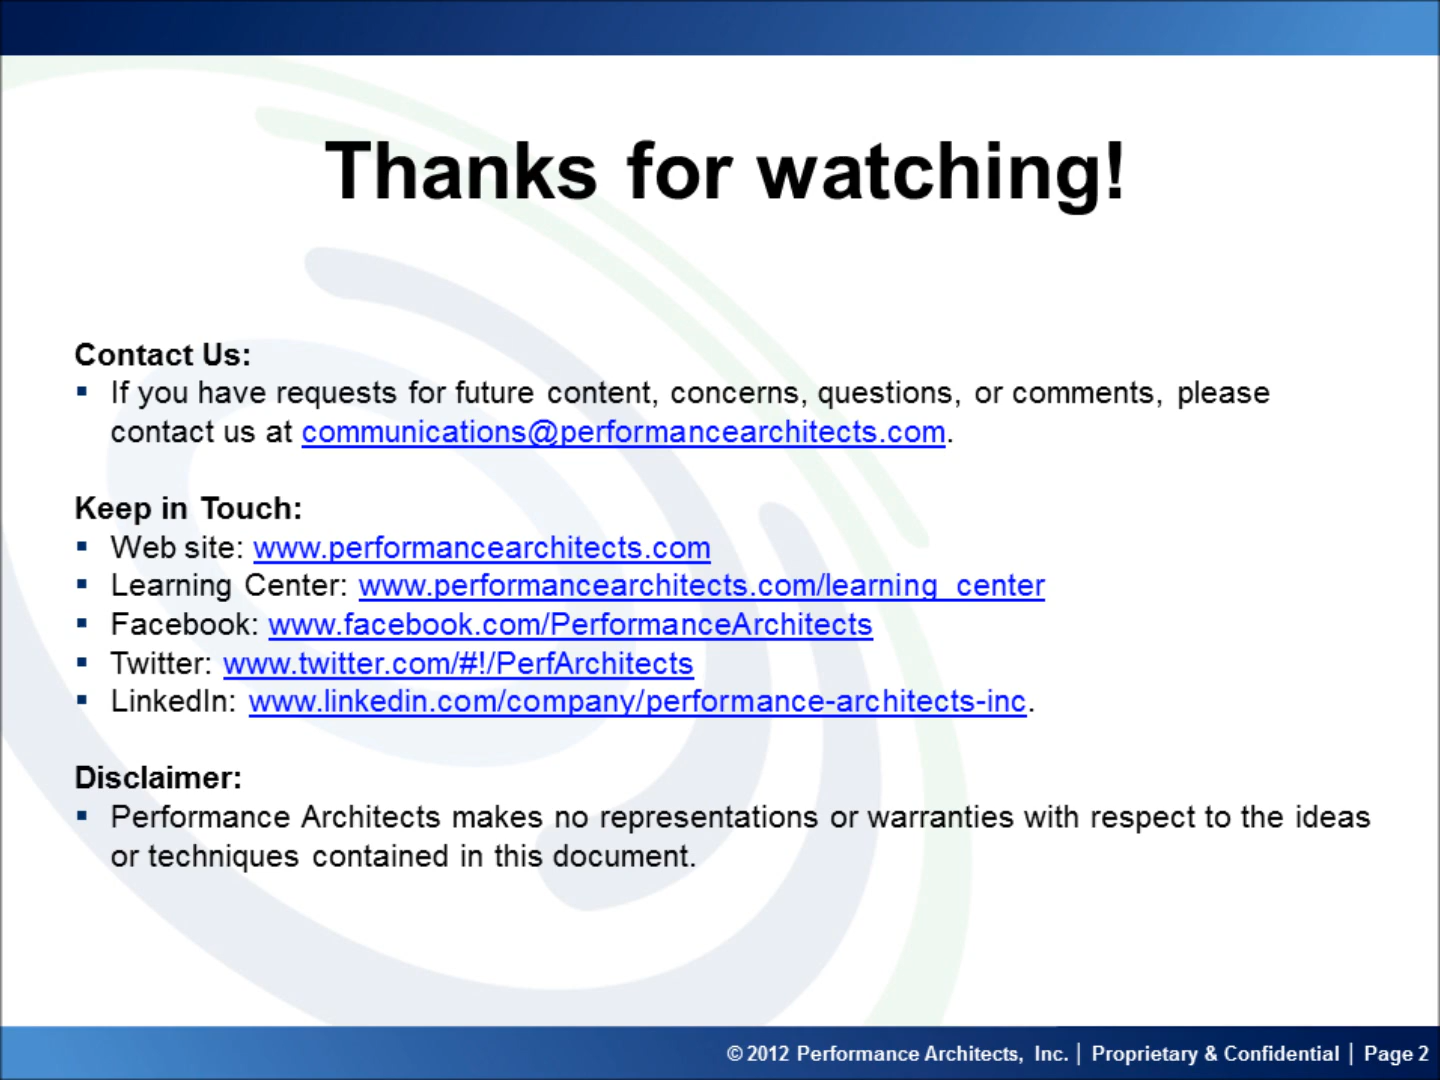 Thanks for watching!
Contact Us:
▪ If you have requests for future content, concerns, questions, or comments, please
contact us at communications@performancearchitects.com.
Keep in Touch:
▪ Web site: www.performancearchitects.com
▪ Learning Center: www.performancearchitects.com/learning_center
▪ Facebook: www.facebook.com/PerformanceArchitects
▪ Twitter: www.twitter.com/#!/PerfArchitects
▪ LinkedIn: www.linkedin.com/company/performance-architects-inc.
Disclaimer:
▪ Performance Architects makes no representations or warranties with respect to the ideas
or techniques contained in this document.
© 2012 Performance Architects, Inc. | Proprietary & Confidential | Page 2